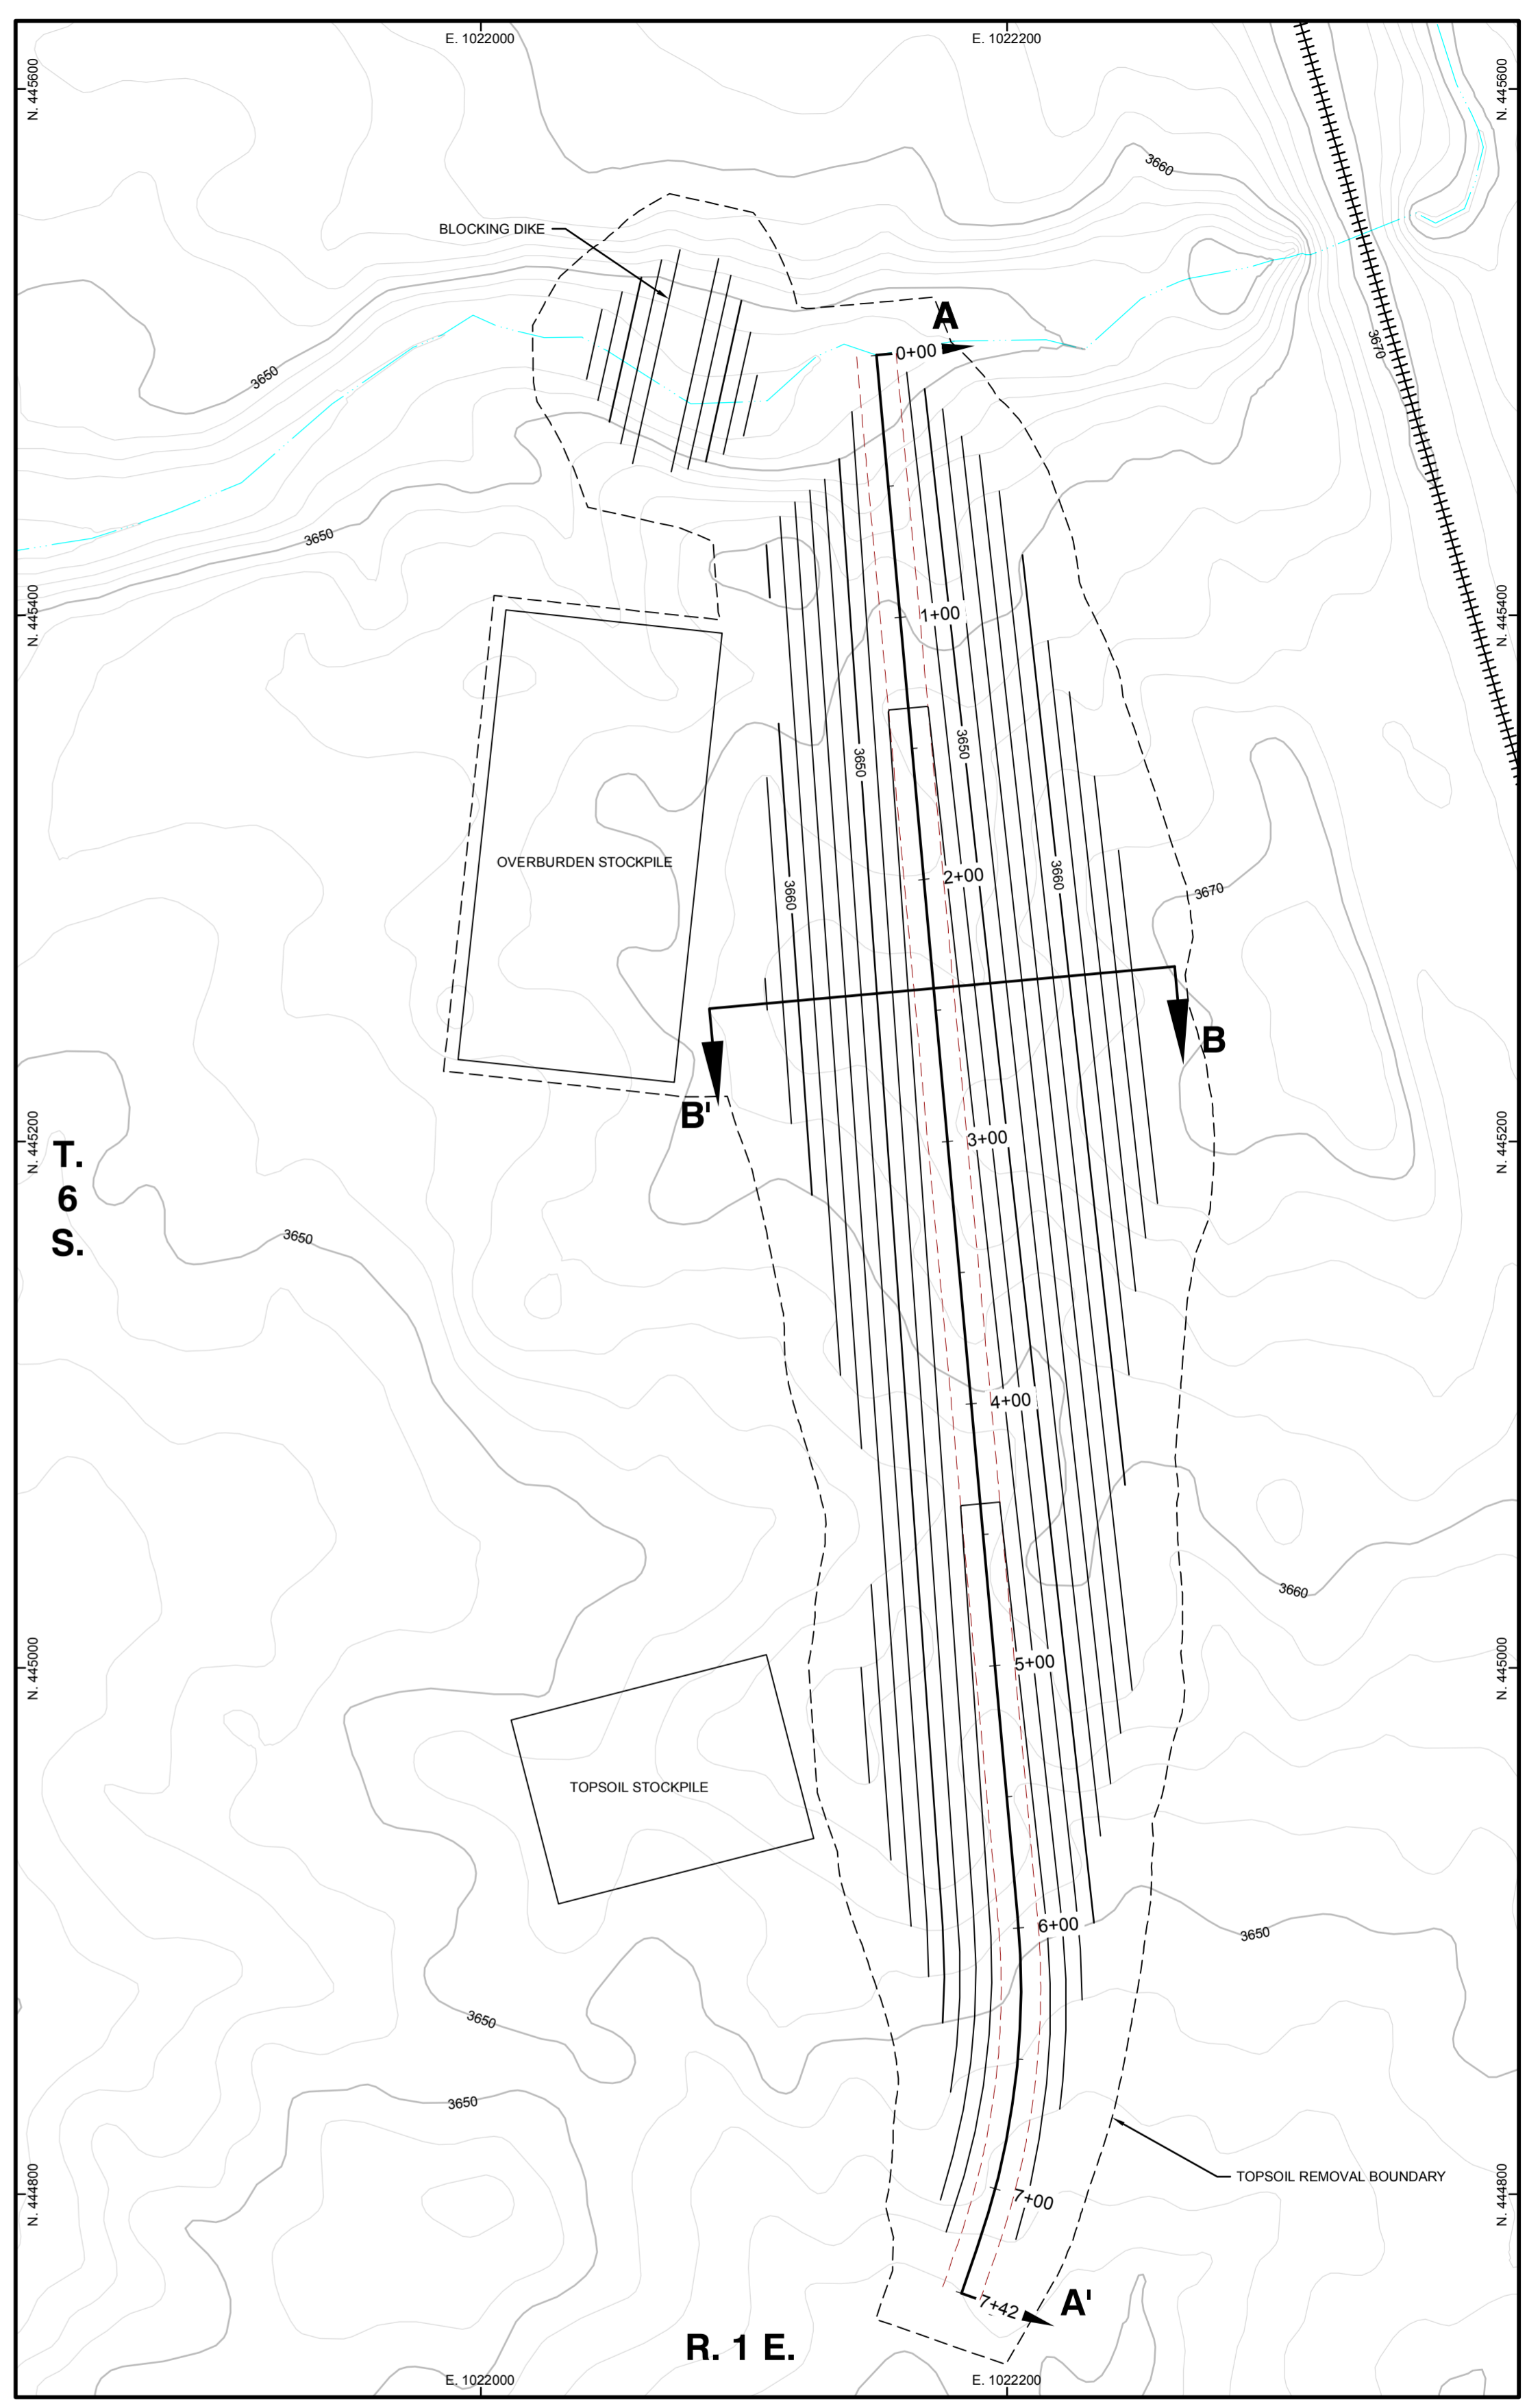 E. 1022000
E. 1022200
N. 445600
N. 445600
3660
BLOCKING DIKE
A
0+00
3670
3650
3650
N. 445400
N. 445400
1+00
3650
3650
OVERBURDEN STOCKPILE
2+00
3660
3660
3670
B
B'
3+00
N. 445200
N. 445200
T.
6
S.
3650
4+00
3660
5+00
N. 445000
N. 445000
TOPSOIL STOCKPILE
6+00
3650
3650
3650
TOPSOIL REMOVAL BOUNDARY
N. 444800
N. 444800
7+00
7+42
A'
R. 1 E.
E. 1022000
E. 1022200